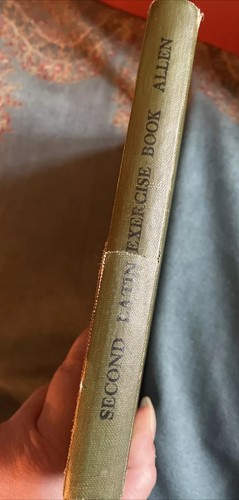 SECOND LATIN EXERCISE BOOK ALLEN